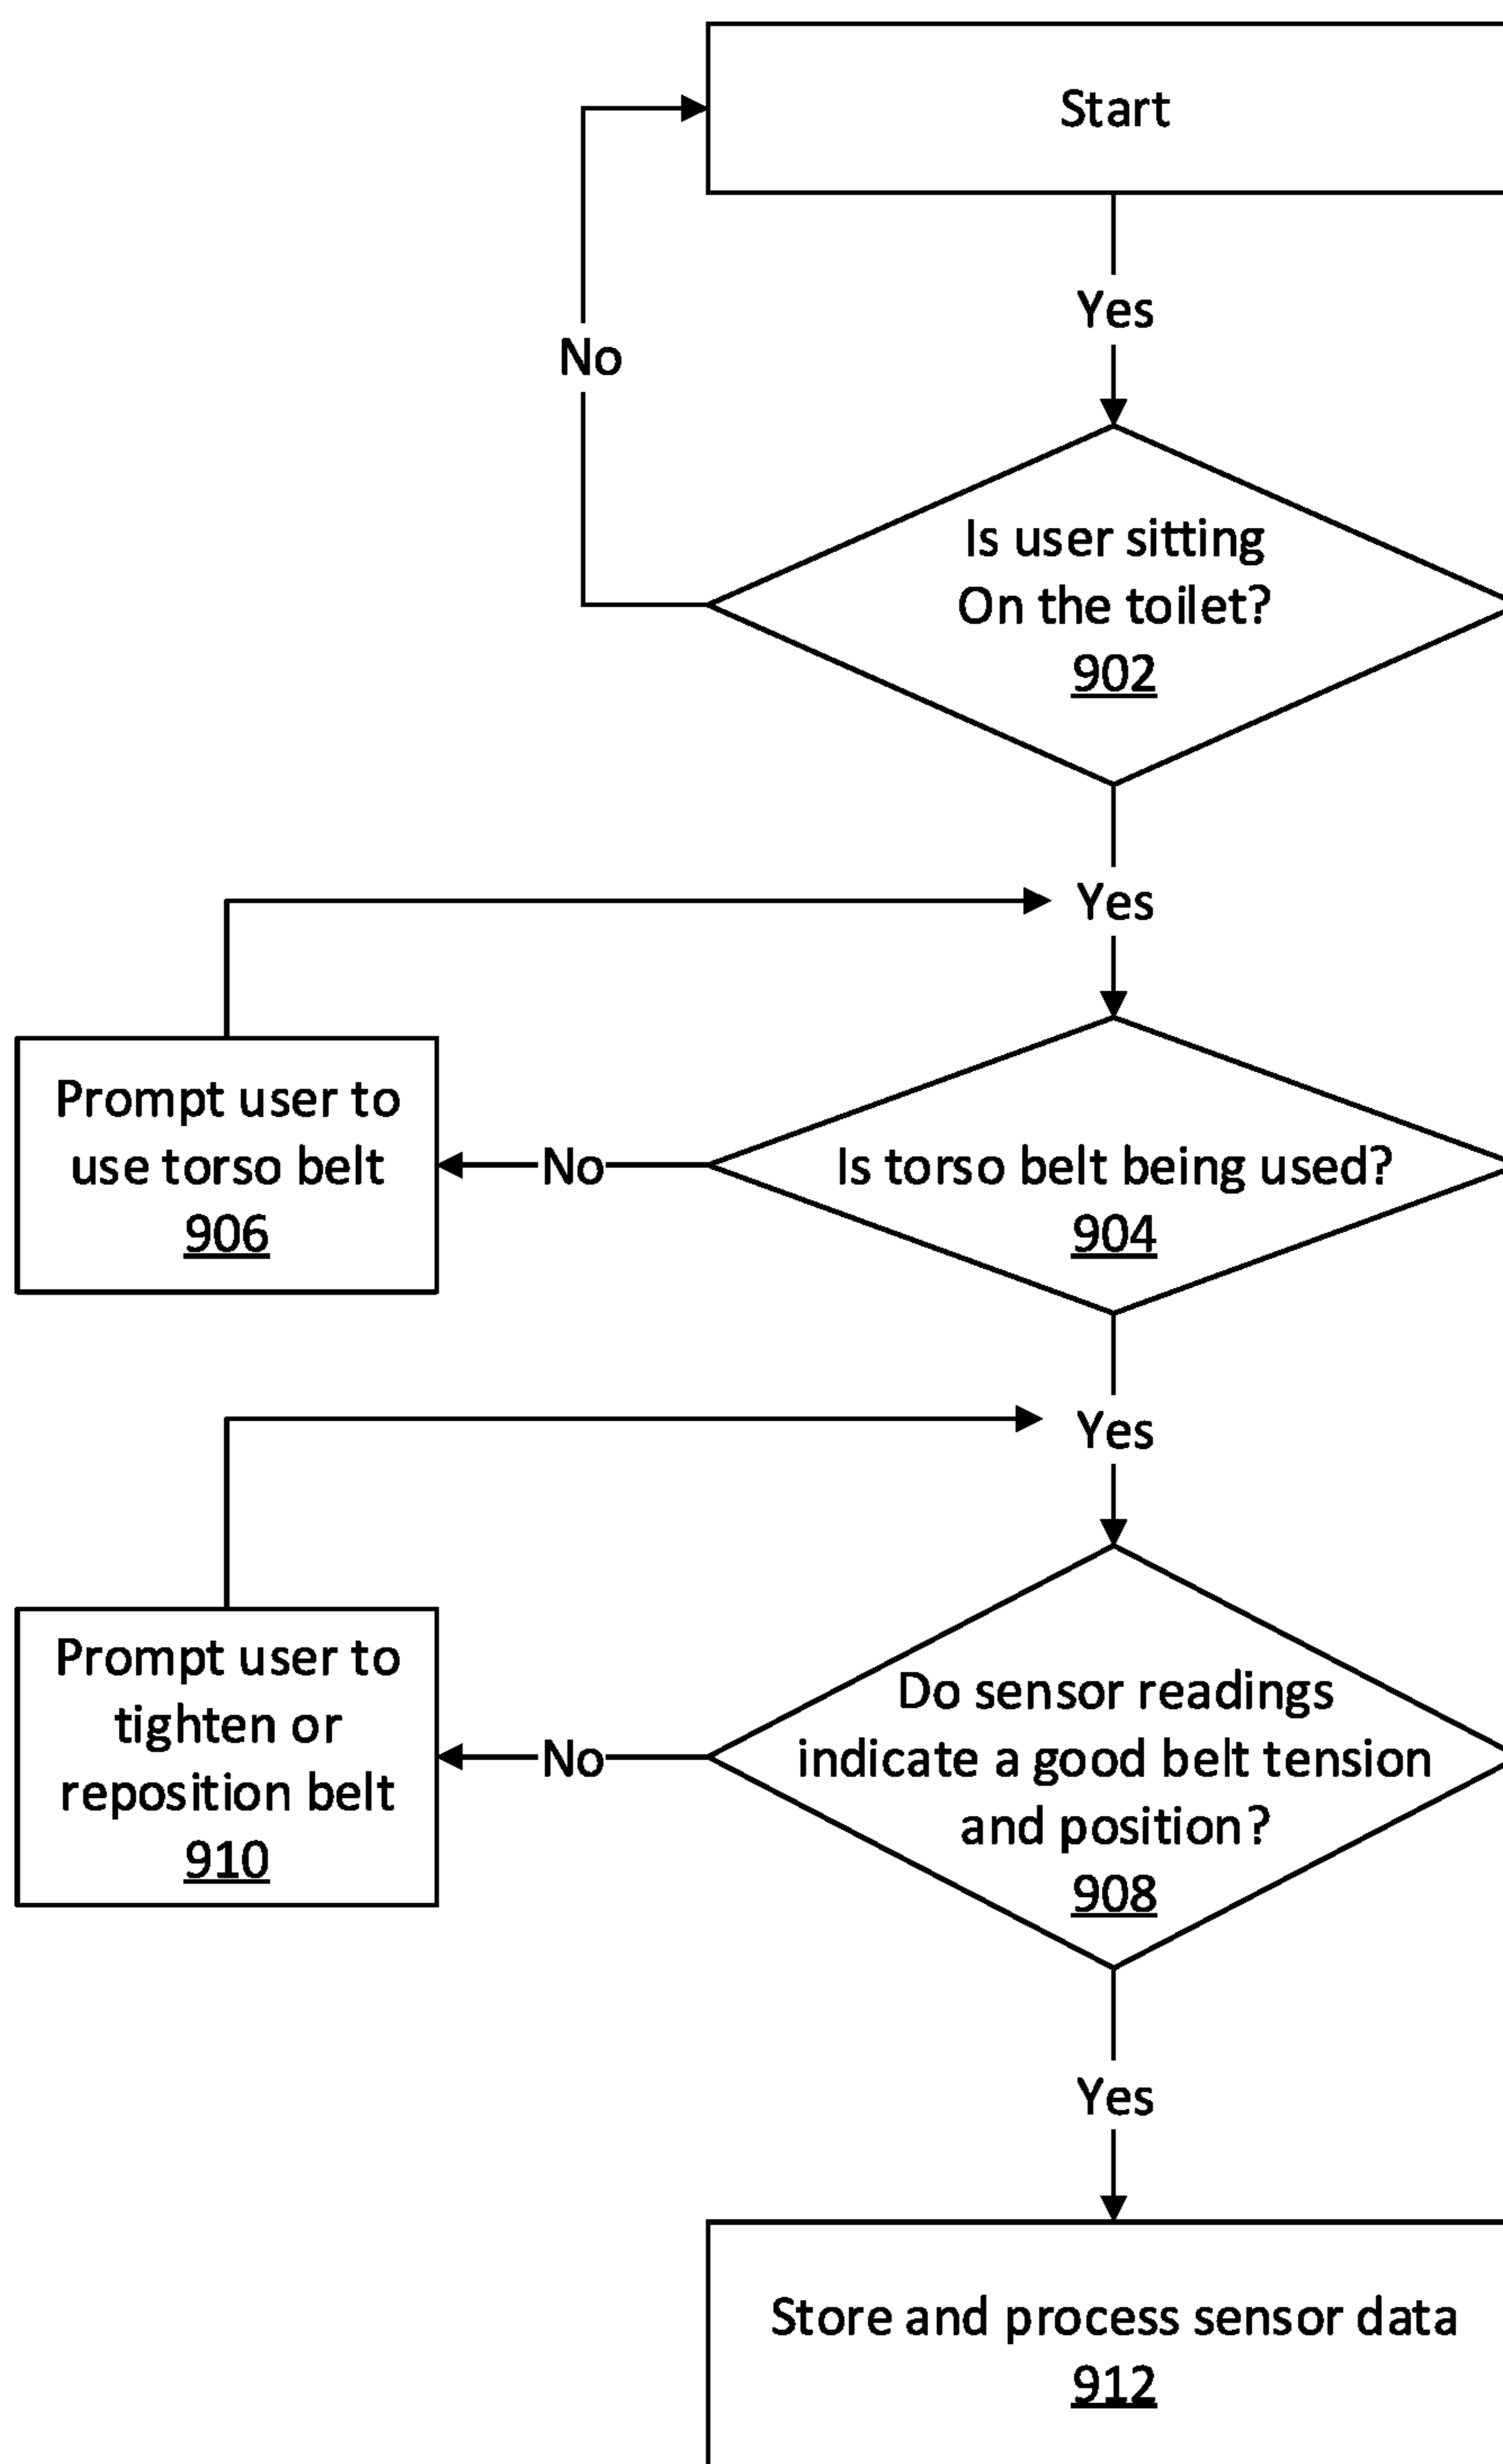 Start
Yes
No
Is user sitting
On the toilet?
902
Yes
Prompt user to
use torso belt
906
No
Is torso belt being used?
904
Yes
Prompt user to
tighten or
reposition belt
910
No
Do sensor readings
indicate a good belt tension
and position?
908
Yes
Store and process sensor data
912